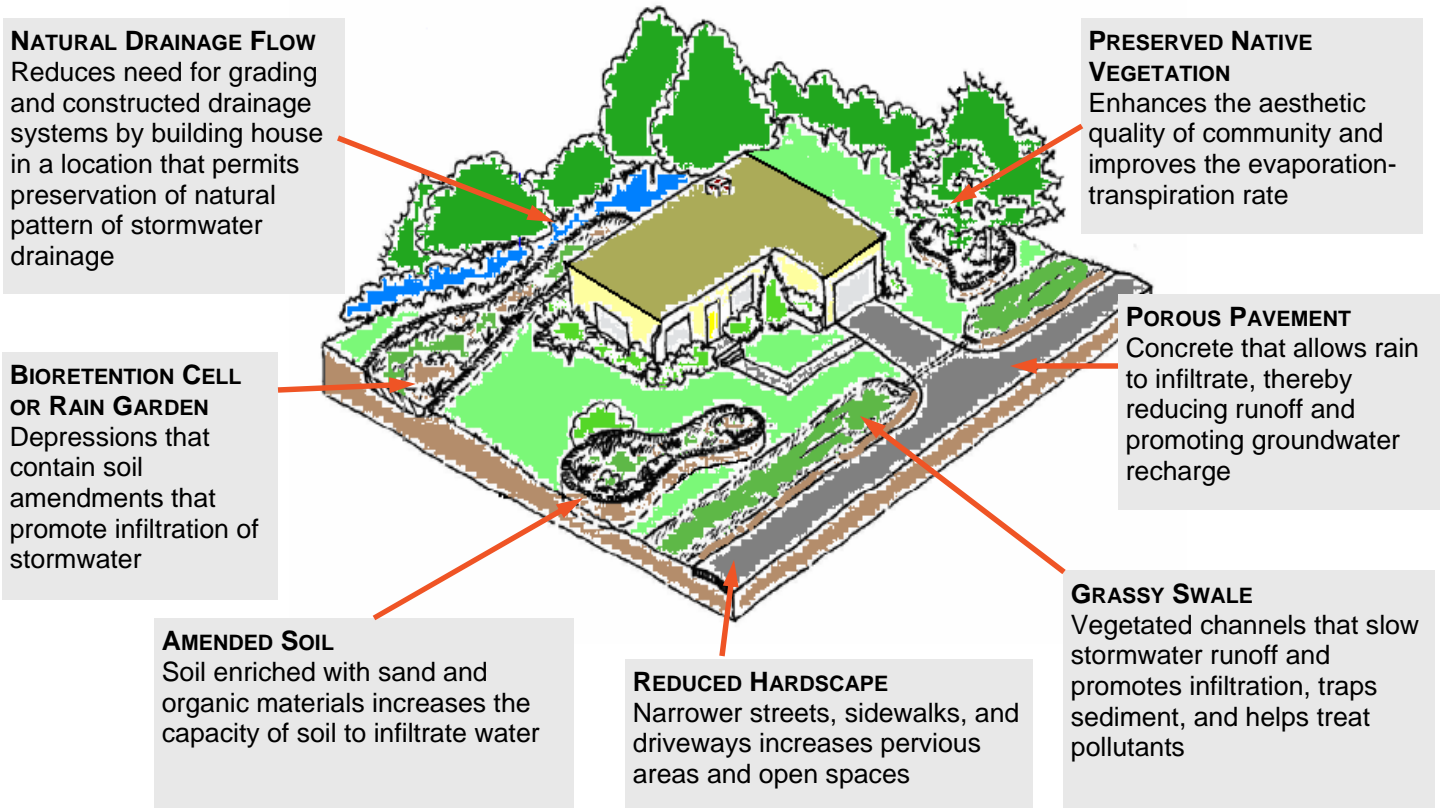 NATURAL DRAINAGE FLOW
Reduces need for grading
and constructed drainage
systems by building house
in a location that permits
preservation of natural
pattern of stormwater
drainage
PRESERVED NATIVE
VEGETATION
Enhances the aesthetic
quality of community and
improves the evaporation-
transpiration rate
BIORETENTION CELL
OR RAIN GARDEN
Depressions that
contain soil
amendments that
promote infiltration of
stormwater
POROUS PAVEMENT
Concrete that allows rain
to infiltrate, thereby
reducing runoff and
promoting groundwater
recharge
AMENDED SOIL
Soil enriched with sand and
organic materials increases the
capacity of soil to infiltrate water
REDUCED HARDSCAPE
Narrower streets, sidewalks, and
driveways increases pervious
areas and open spaces
GRASSY SWALE
Vegetated channels that slow
stormwater runoff and
promotes infiltration, traps
sediment, and helps treat
pollutants